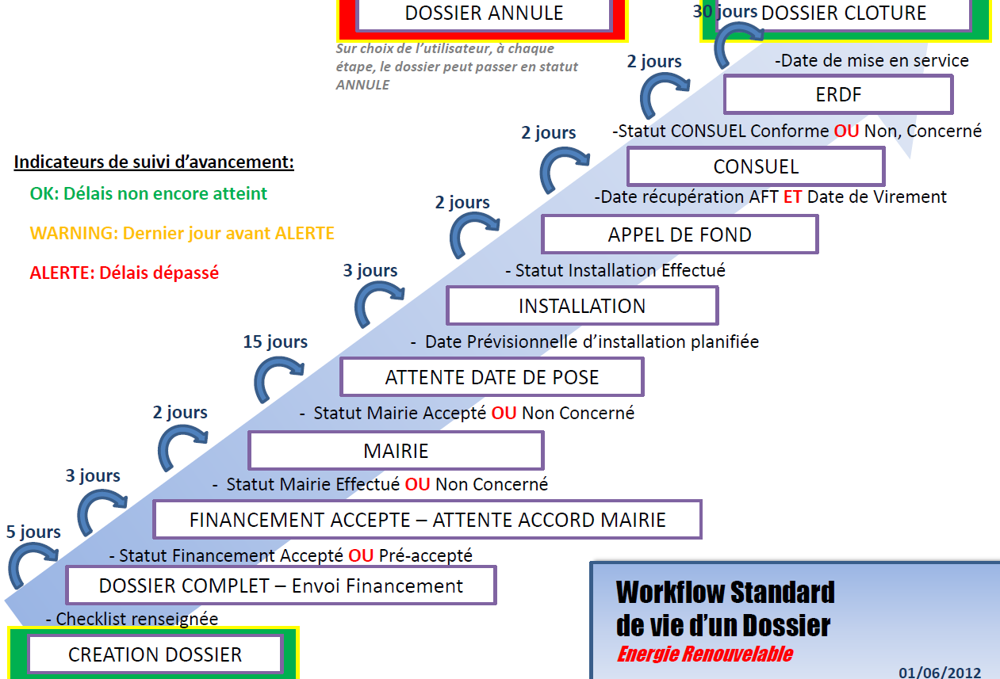 DOSSIER ANNULE
30 jours
DOSSIER CLOTURE
Sur choix de l'utilisateur, à chaque
étape, le dossier peut passer en statut
ANNULE
-Date de mise en service
2 jours
ERDF
-Statut CONSUEL Conforme OU Non, Concerné
2 jours
CONSUEL
Indicateurs de suivi d'avancement:
OK: Délais non encore atteint
WARNING: Dernier jour avant ALERTE
ALERTE: Délais dépassé
-Date récupération AFT ET Date de Virement
2 jours
APPEL DE FOND
- Statut Installation Effectué
3 jours
INSTALLATION
- Date Prévisionnelle d'installation planifiée
15 jours
ATTENTE DATE DE POSE
- Statut Mairie Accepté OU Non Concerné
2 jours
MAIRIE
- Statut Mairie Effectué OU Non Concerné
3 jours
FINANCEMENT ACCEPTE – ATTENTE ACCORD MAIRIE
- Statut Financement Accepté OU Pré-accepté
5 jours
DOSSIER COMPLET – Envoi Financement
- Checklist renseignée
CREATION DOSSIER
Workflow Standard
de vie d'un Dossier
Energie Renouvelable
01/06/2012